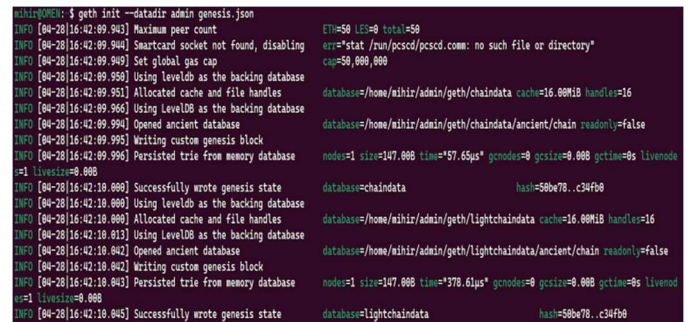 mihir@OMEN:~$ geth init --datadir admin genesis.json
INFO [04-28|16:42:09.943] Maximum peer count ETH=50 LES=0 total=50
INFO [04-28|16:42:09.944] Smartcard socket not found, disabling err="stat /run/pcscd/pcscd.comm: no such file or directory"
INFO [04-28|16:42:09.949] Set global gas cap cap=50,000,000
INFO [04-28|16:42:09.950] Using leveldb as the backing database
INFO [04-28|16:42:09.951] Allocated cache and file handles database=/home/mihir/admin/geth/chaindata cache=16.00MiB handles=16
INFO [04-28|16:42:09.966] Using LevelDB as the backing database
INFO [04-28|16:42:09.994] Opened ancient database database=/home/mihir/admin/geth/chaindata/ancient/chain readonly=false
INFO [04-28|16:42:09.995] Writing custom genesis block
INFO [04-28|16:42:09.996] Persisted trie from memory database nodes=1 size=147.00B time="57.65µs" gcnodes=0 gcsize=0.00B gctime=0s livenode
s=1 livesize=0.00B
INFO [04-28|16:42:10.000] Successfully wrote genesis state database=chaindata hash=50be78..c34fb0
INFO [04-28|16:42:10.000] Using leveldb as the backing database
INFO [04-28|16:42:10.000] Allocated cache and file handles database=/home/mihir/admin/geth/lightchaindata cache=16.00MiB handles=16
INFO [04-28|16:42:10.013] Using LevelDB as the backing database
INFO [04-28|16:42:10.042] Opened ancient database database=/home/mihir/admin/geth/lightchaindata/ancient/chain readonly=false
INFO [04-28|16:42:10.042] Writing custom genesis block
INFO [04-28|16:42:10.043] Persisted trie from memory database nodes=1 size=147.00B time="378.61µs" gcnodes=0 gcsize=0.00B gctime=0s livenod
es=1 livesize=0.00B
INFO [04-28|16:42:10.045] Successfully wrote genesis state database=lightchaindata hash=50be78..c34fb0